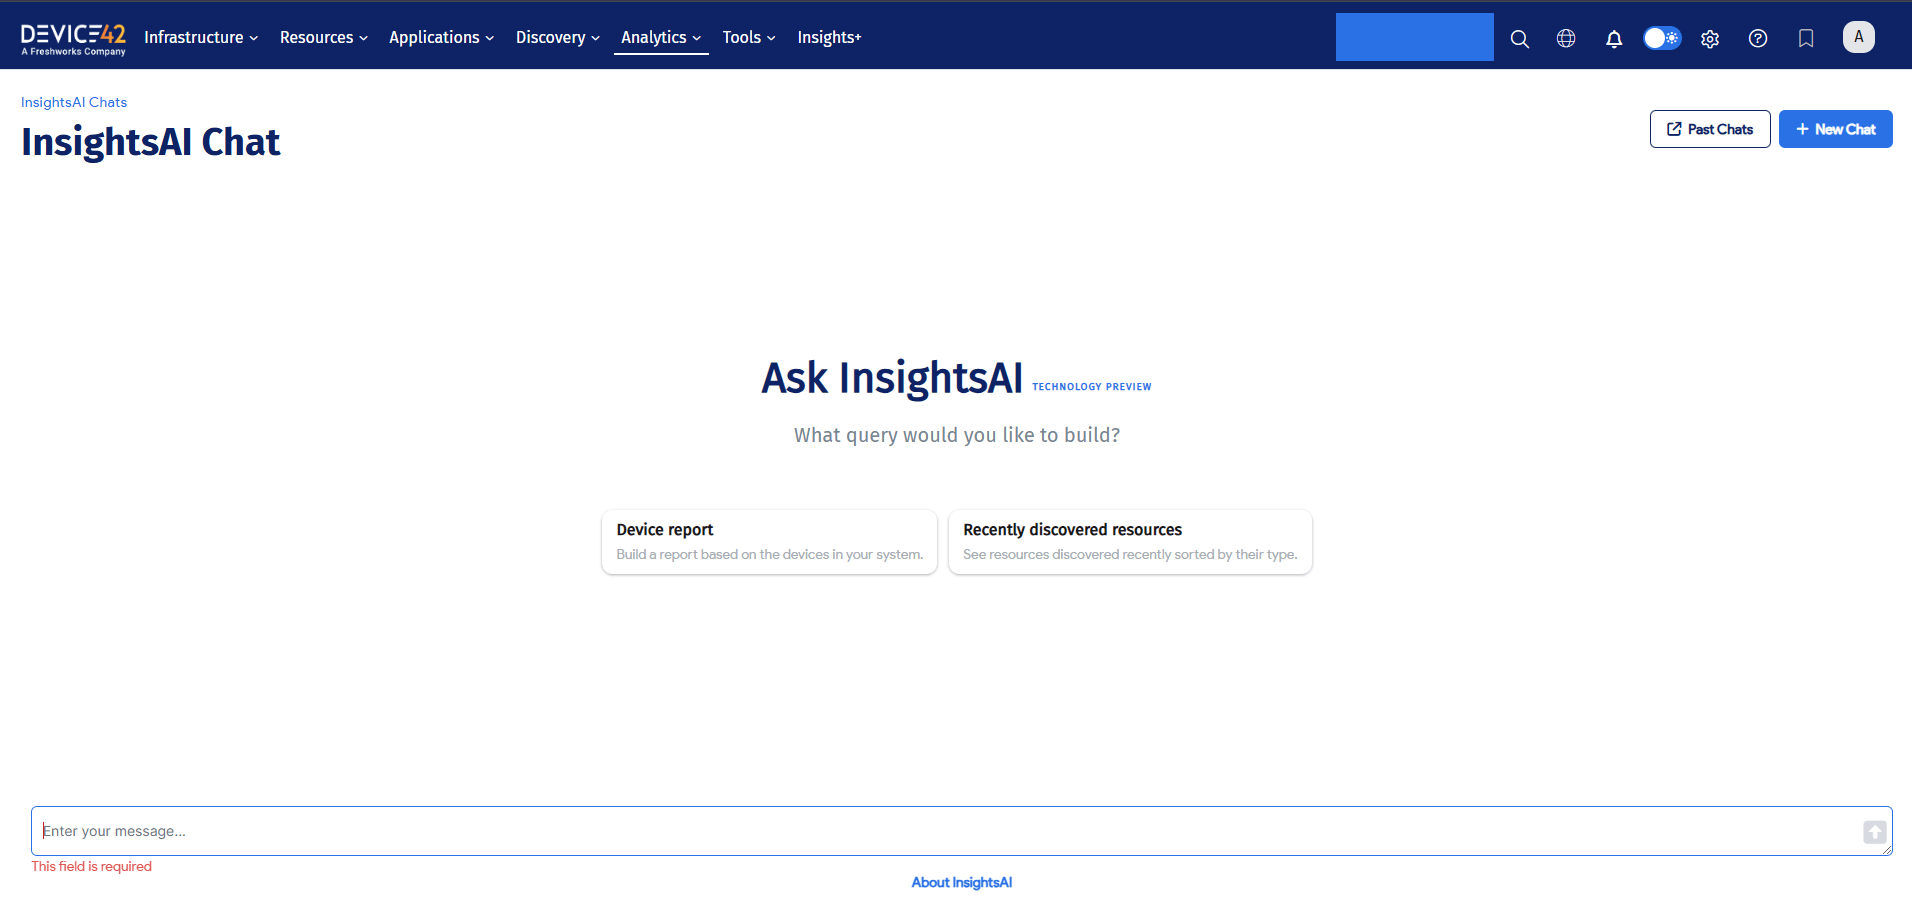 DEVICE42
A Freshworks Company
Infrastructure
Resources
Applications
Discovery
Analytics
Tools
Insights+
A
InsightsAI Chats
InsightsAI Chat
Past Chats
+ New Chat
Ask InsightsAI TECHNOLOGY PREVIEW
What query would you like to build?
Device report
Build a report based on the devices in your system.
Recently discovered resources
See resources discovered recently sorted by their type.
Enter your message...
This field is required
About InsightsAI